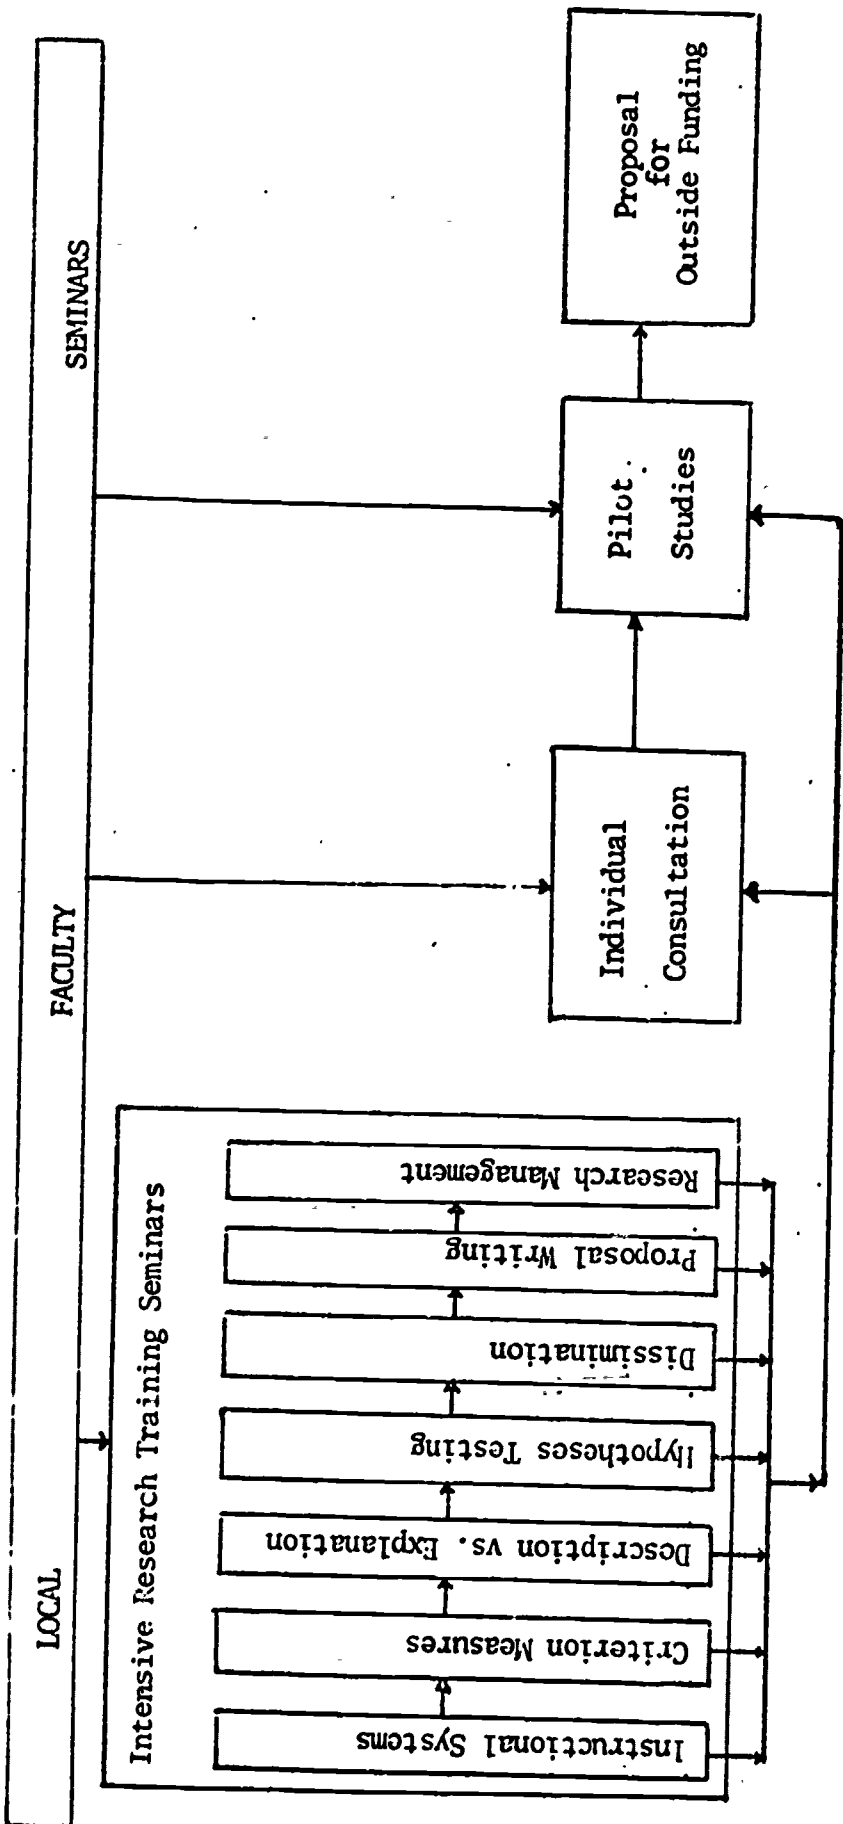 LOCAL FACULTY SEMINARS
Intensive Research Training Seminars
Instructional Systems
Criterion Measures
Description vs. Explanation
Hypotheses Testing
Dissimination
Proposal Writing
Research Management
Individual
Consultation
Pilot
Studies
Proposal
for
Outside Funding